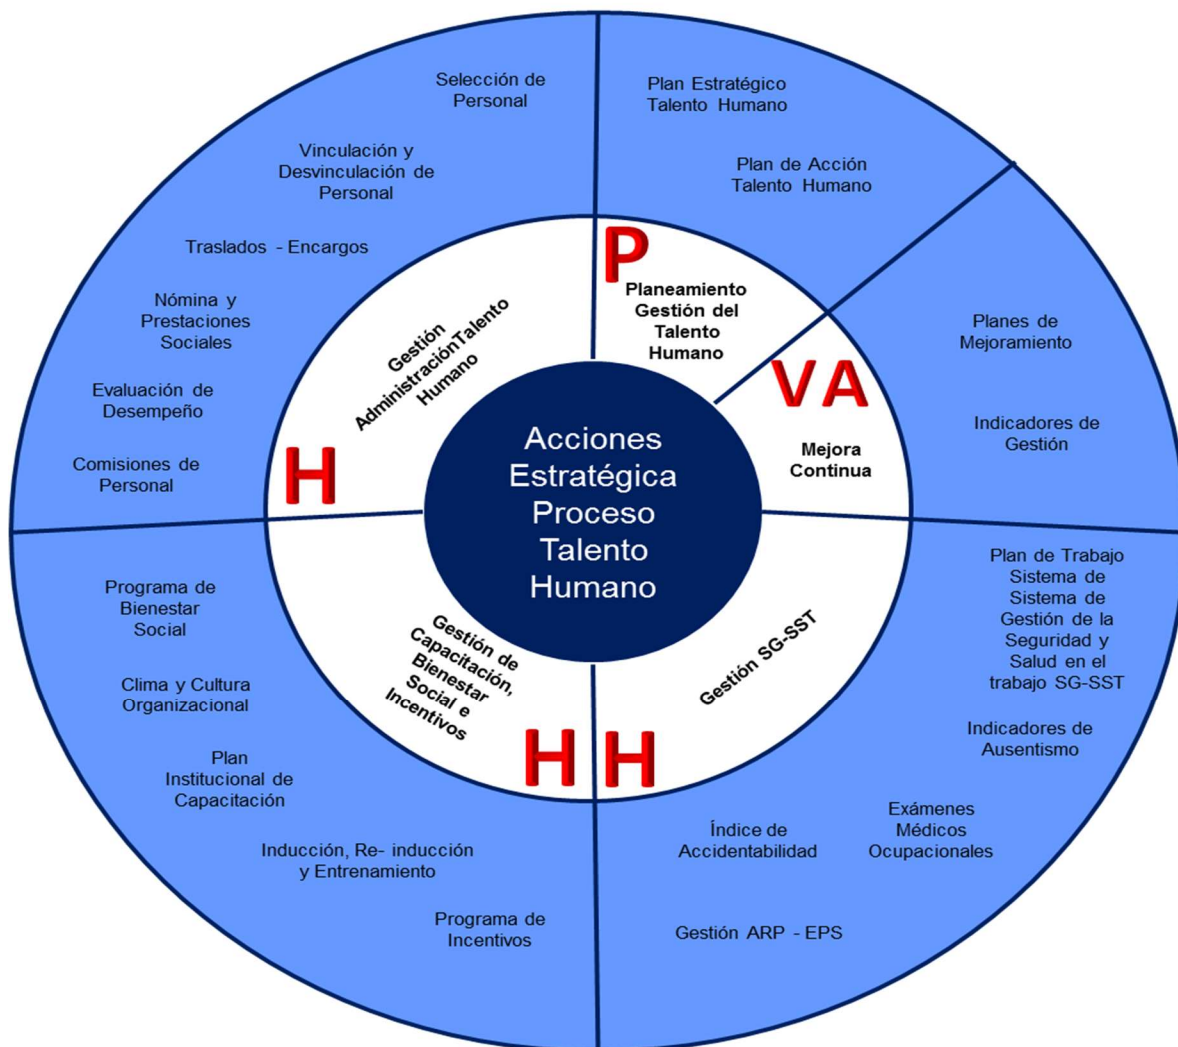 Acciones
Estratégica
Proceso
Talento
Humano
P
Planeamiento
Gestión del
Talento
Humano
Plan Estratégico
Talento Humano
Plan de Acción
Talento Humano
VA
Mejora
Continua
Planes de
Mejoramiento
Indicadores de
Gestión
H
Gestión SG-SST
Plan de Trabajo
Sistema de
Sistema de
Gestión de la
Seguridad y
Salud en el
trabajo SG-SST
Indicadores de
Ausentismo
Exámenes
Médicos
Ocupacionales
Índice de
Accidentabilidad
Gestión ARP - EPS
H
Gestión de
Capacitación,
Bienestar
Social e
Incentivos
Programa de
Bienestar
Social
Clima y Cultura
Organizacional
Plan
Institucional de
Capacitación
Inducción, Re- inducción
y Entrenamiento
Programa de
Incentivos
H
Gestión
AdministraciónTalento
Humano
Selección de
Personal
Vinculación y
Desvinculación de
Personal
Traslados - Encargos
Nómina y
Prestaciones
Sociales
Evaluación de
Desempeño
Comisiones de
Personal